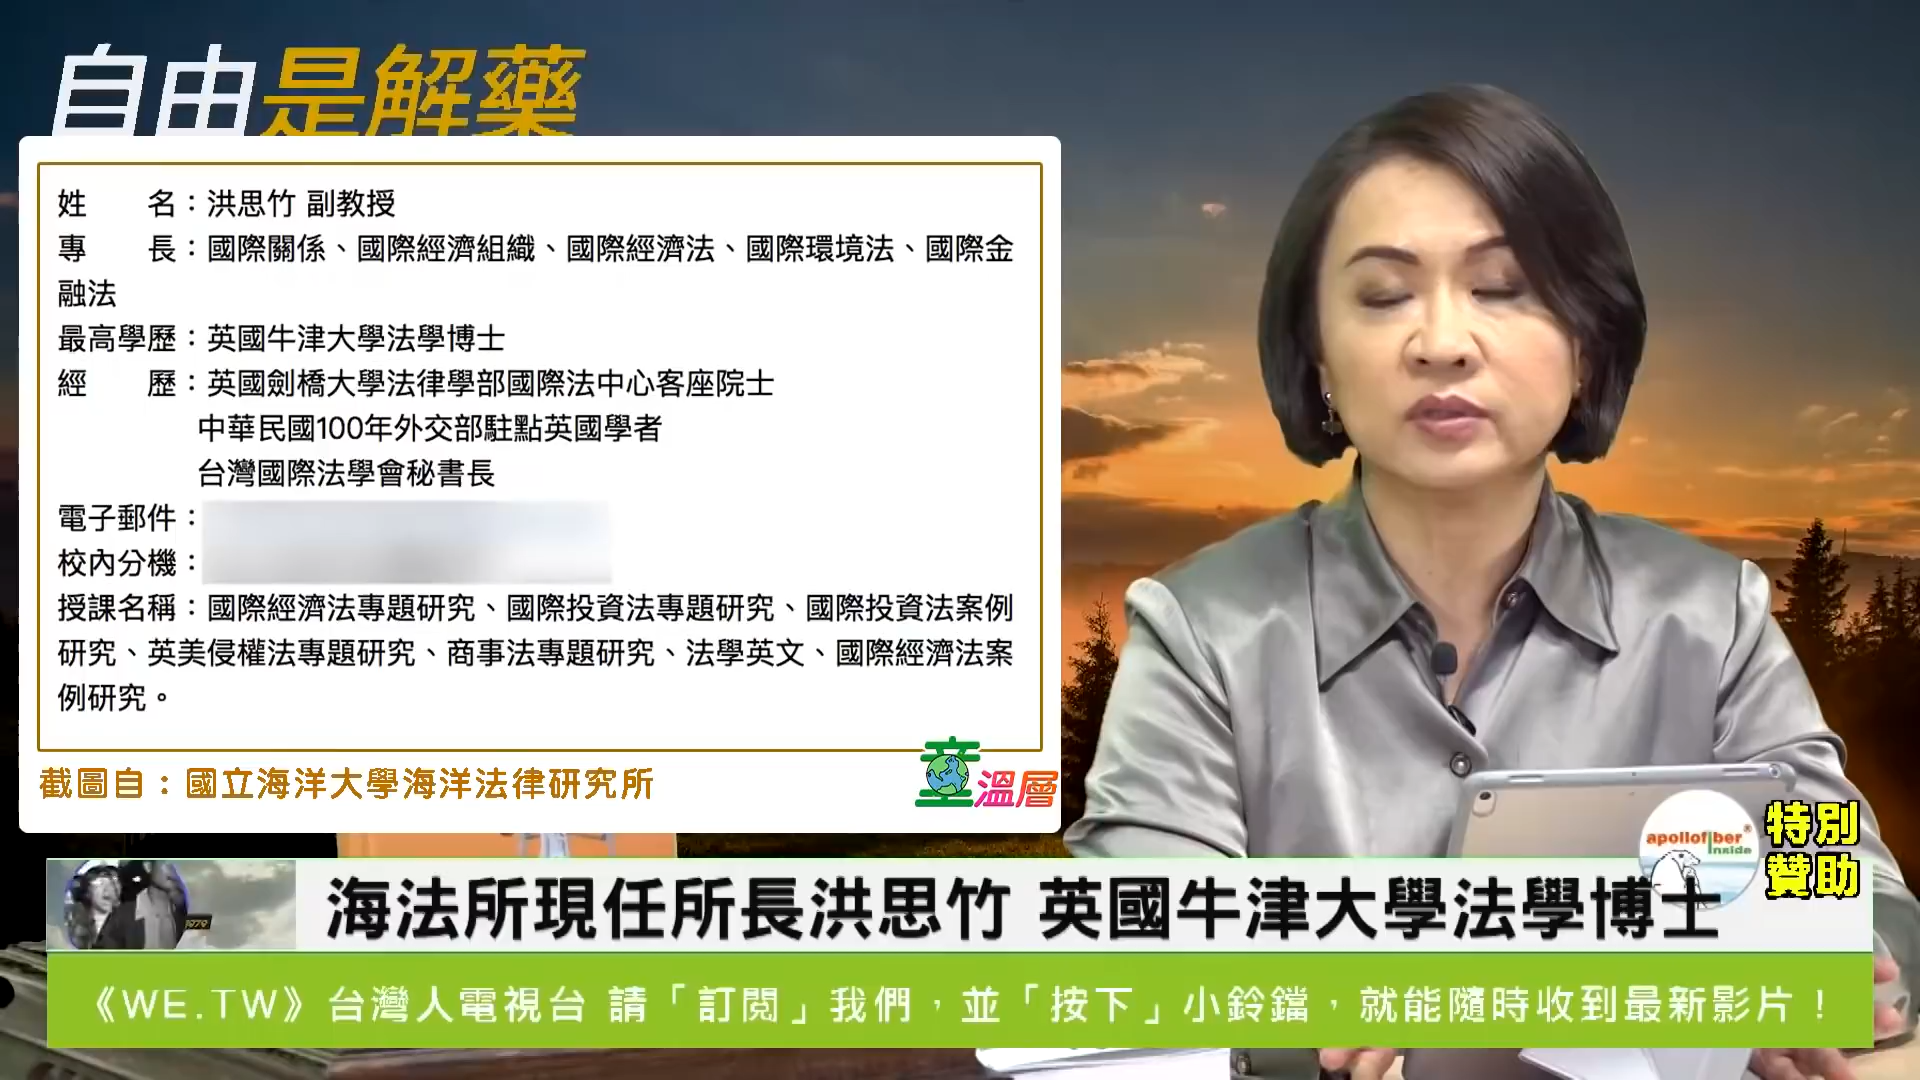 自由是解藥
姓　　名：洪思竹 副教授
專　　長：國際關係、國際經濟組織、國際經濟法、國際環境法、國際金
融法
最高學歷：英國牛津大學法學博士
經　　歷：英國劍橋大學法律學部國際法中心客座院士
中華民國100年外交部駐點英國學者
台灣國際法學會秘書長
電子郵件：
校內分機：
授課名稱：國際經濟法專題研究、國際投資法專題研究、國際投資法案例
研究、英美侵權法專題研究、商事法專題研究、法學英文、國際經濟法案
例研究。
截圖自：國立海洋大學海洋法律研究所
童溫層
apollofiber®
inside
特別
贊助
1979
海法所現任所長洪思竹 英國牛津大學法學博士
《WE.TW》台灣人電視台 請「訂閱」我們，並「按下」小鈴鐺，就能隨時收到最新影片！